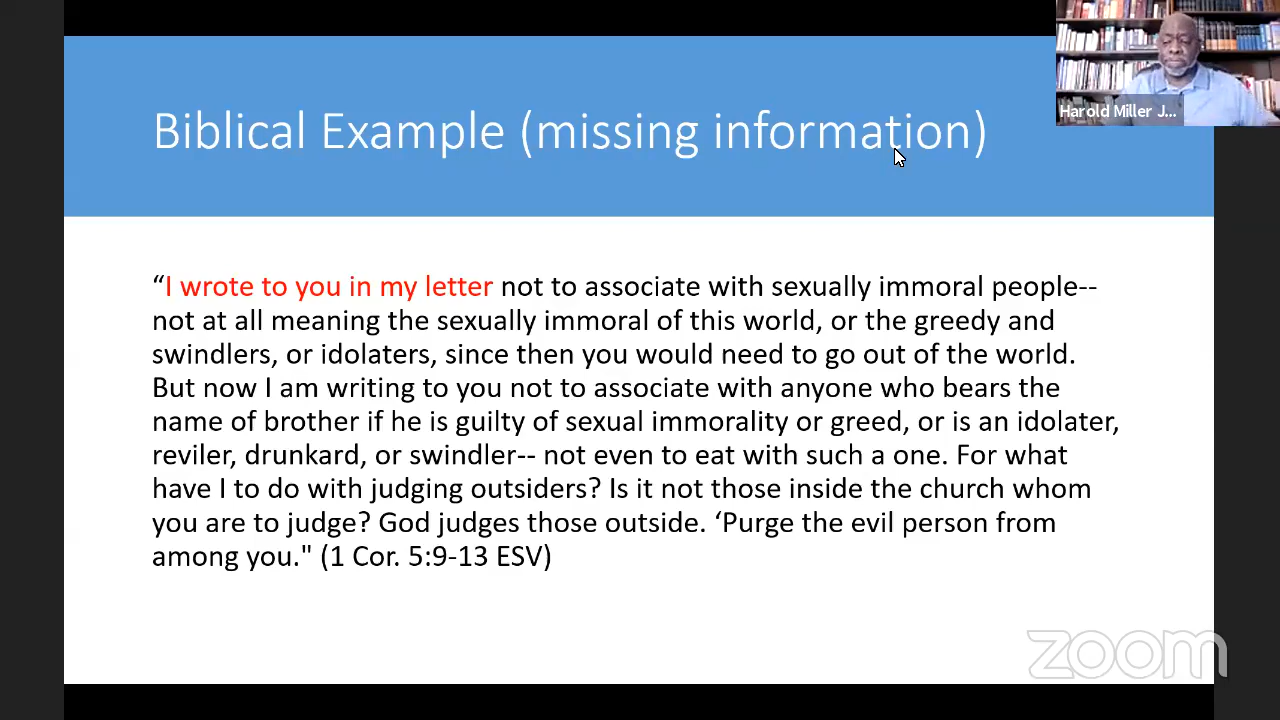 Harold Miller J...
Biblical Example (missing information)
“I wrote to you in my letter not to associate with sexually immoral people--
not at all meaning the sexually immoral of this world, or the greedy and
swindlers, or idolaters, since then you would need to go out of the world.
But now I am writing to you not to associate with anyone who bears the
name of brother if he is guilty of sexual immorality or greed, or is an idolater,
reviler, drunkard, or swindler-- not even to eat with such a one. For what
have I to do with judging outsiders? Is it not those inside the church whom
you are to judge? God judges those outside. ‘Purge the evil person from
among you." (1 Cor. 5:9-13 ESV)
zoom